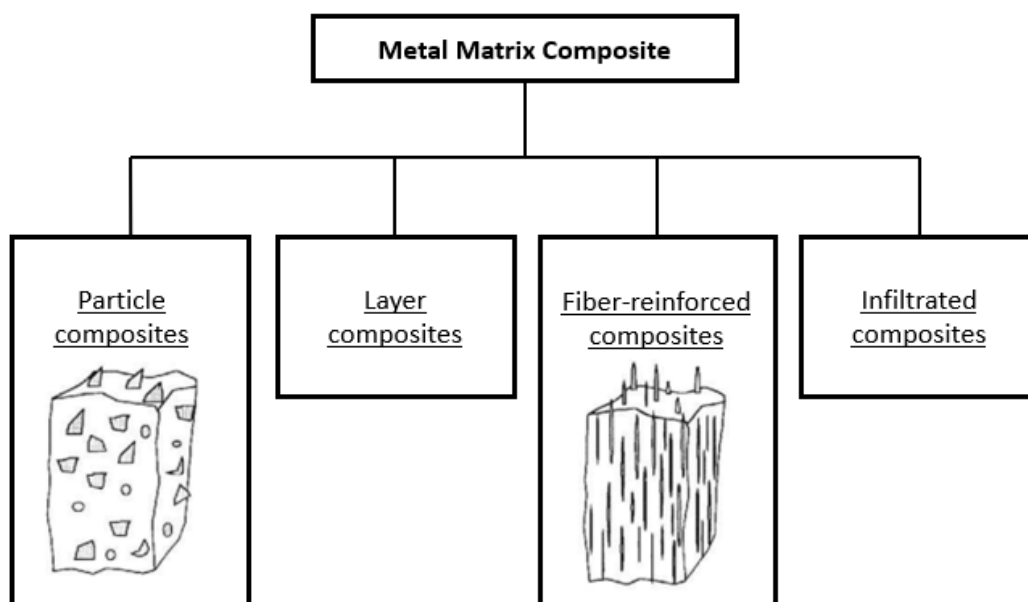 Metal Matrix Composite
Particle
composites
Layer
composites
Fiber-reinforced
composites
Infiltrated
composites